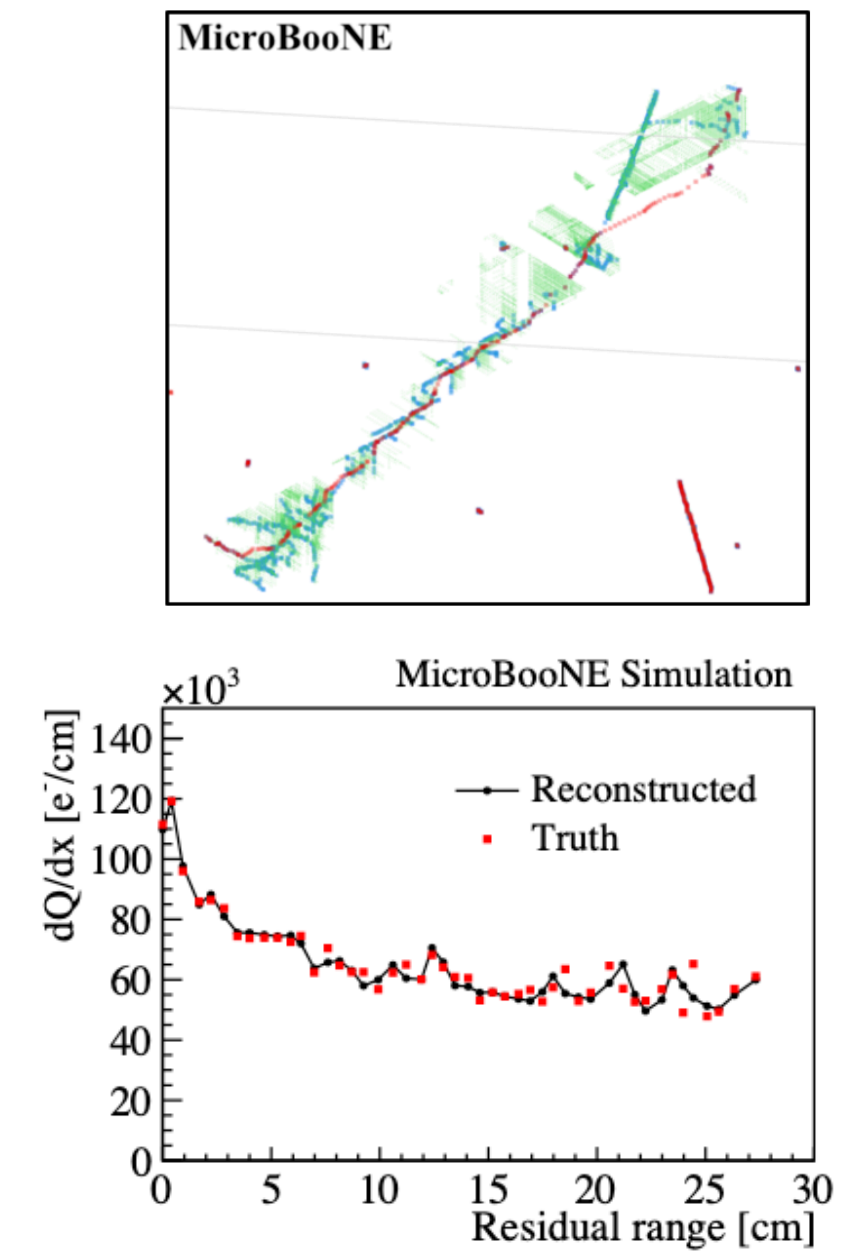 MicroBooNE
×10³
MicroBooNE Simulation
dQ/dx [e⁻/cm]
140
120
100
80
60
40
20
0
Reconstructed
Truth
0 5 10 15 20 25 30
Residual range [cm]